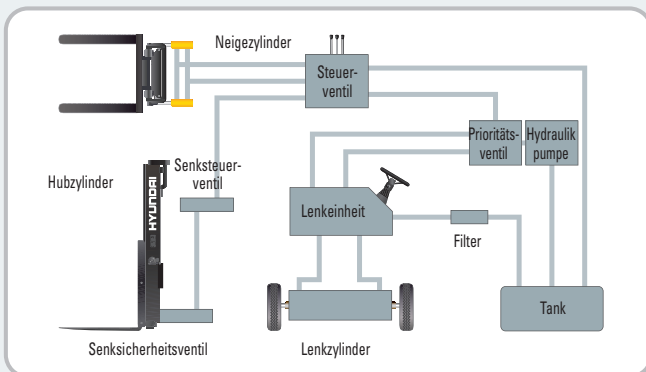 Neigezylinder
Steuer-
ventil
Prioritäts-
ventil
Hydraulik
pumpe
Senksteuer-
ventil
Hubzylinder
HYUNDAI
Lenkeinheit
Filter
Tank
Senksicherheitsventil
Lenkzylinder